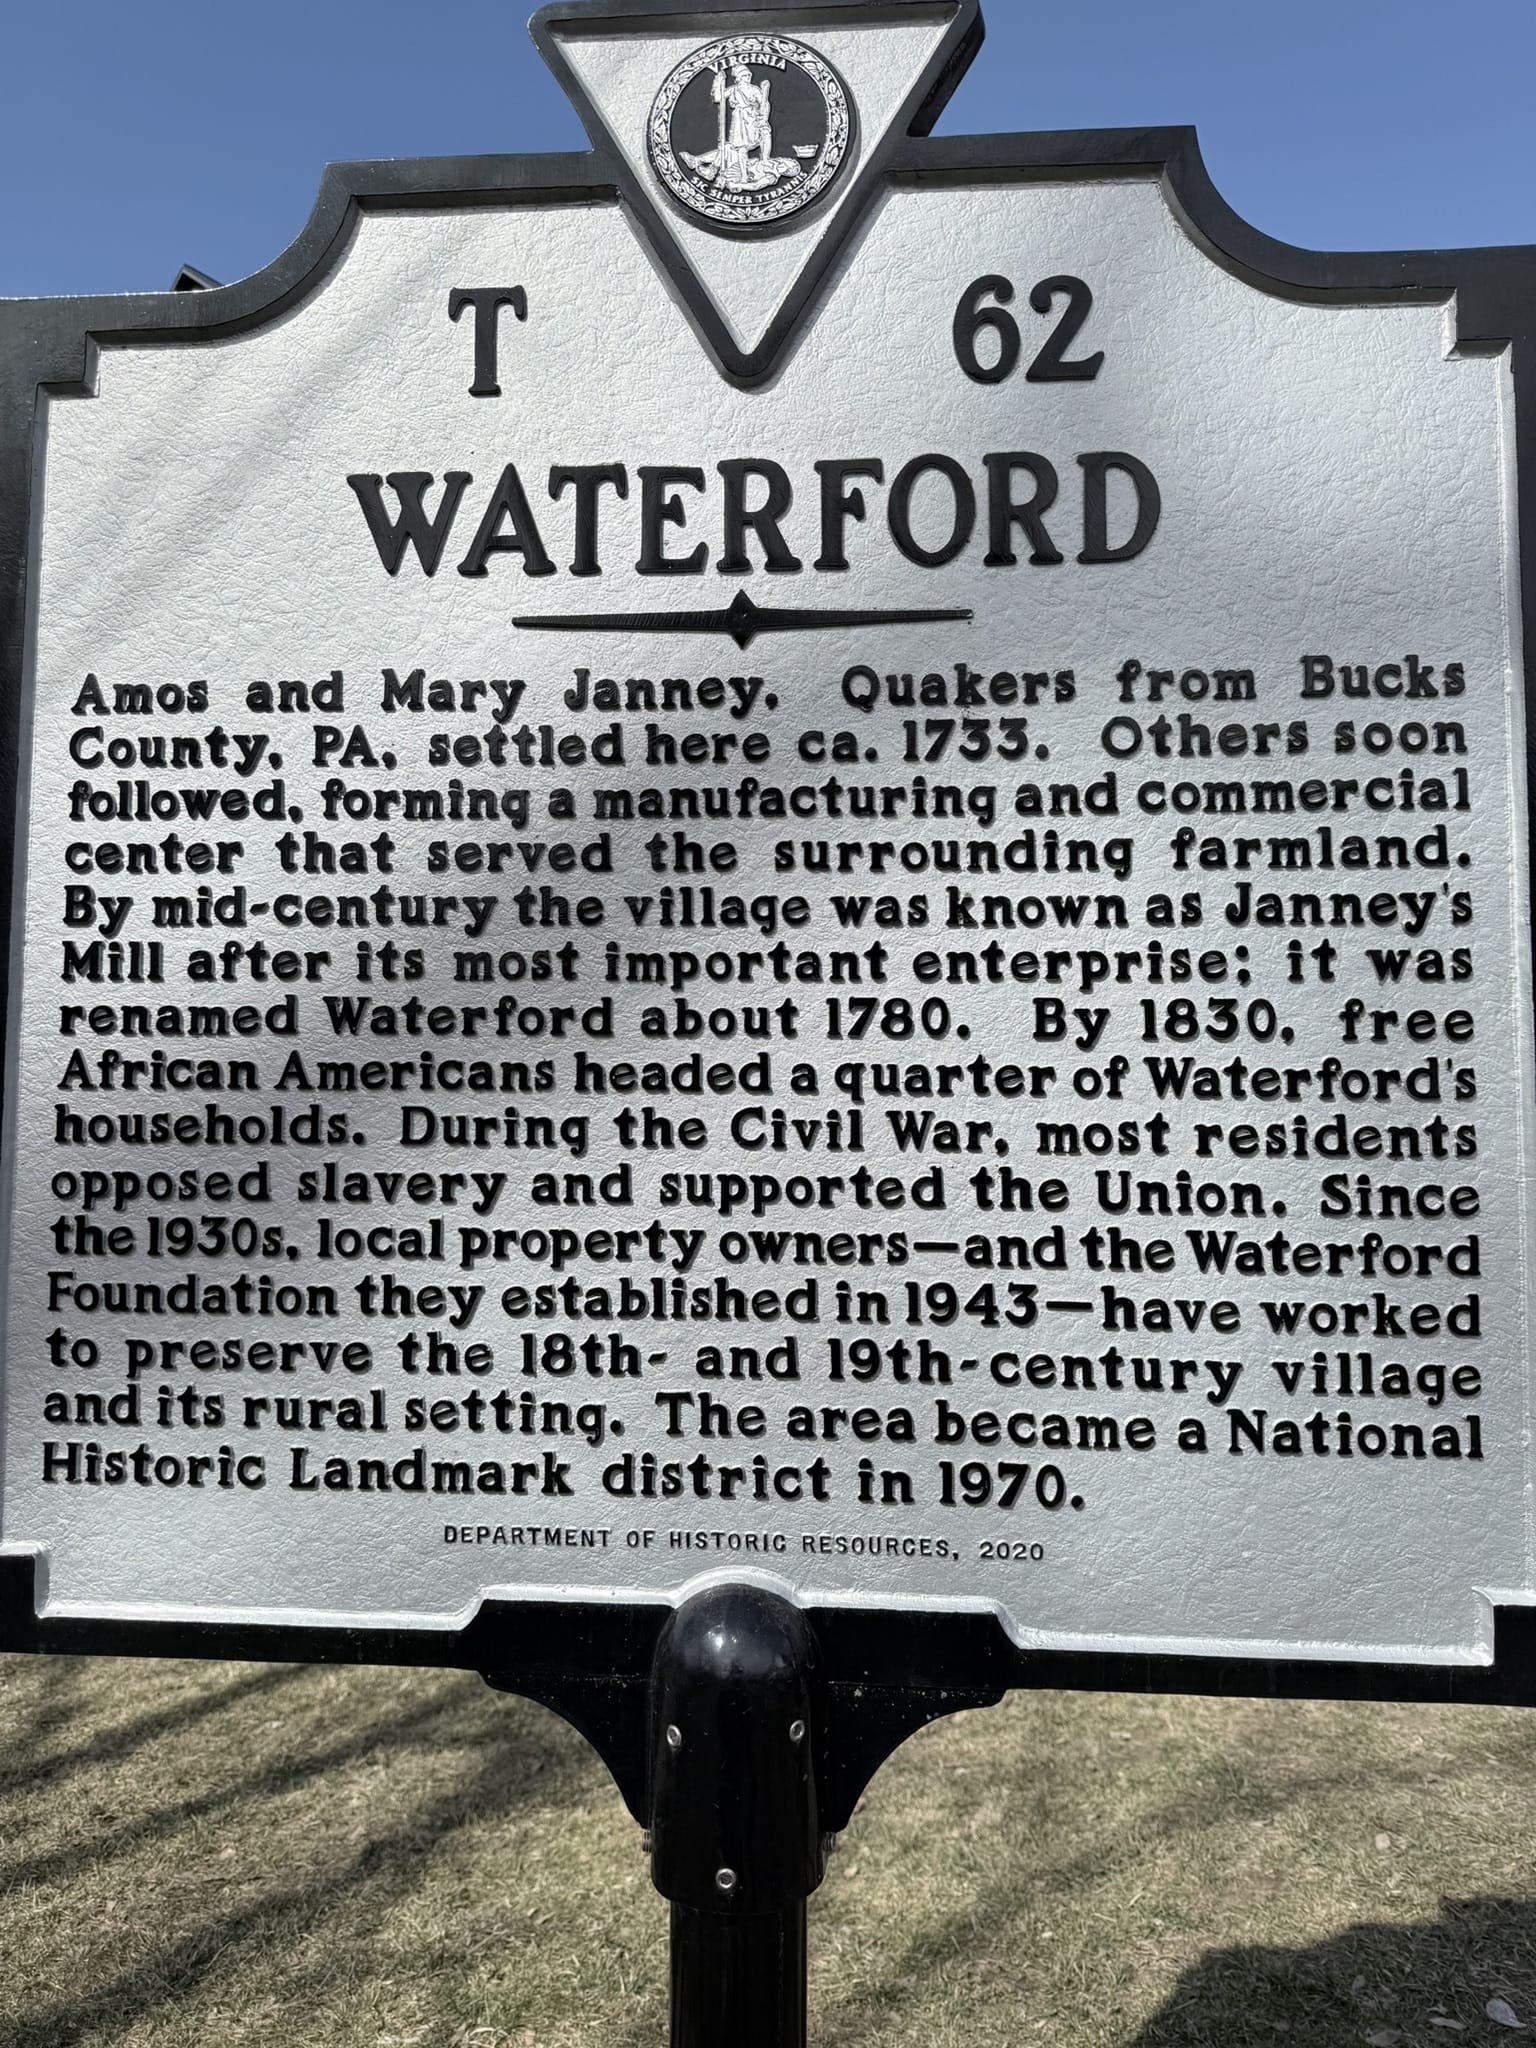 VIRGINIA
SIC SEMPER TYRANNIS
T 62
WATERFORD
Amos and Mary Janney, Quakers from Bucks
County, PA, settled here ca. 1733. Others soon
followed, forming a manufacturing and commercial
center that served the surrounding farmland.
By mid-century the village was known as Janney's
Mill after its most important enterprise; it was
renamed Waterford about 1780. By 1830, free
African Americans headed a quarter of Waterford's
households. During the Civil War, most residents
opposed slavery and supported the Union. Since
the 1930s, local property owners—and the Waterford
Foundation they established in 1943—have worked
to preserve the 18th- and 19th-century village
and its rural setting. The area became a National
Historic Landmark district in 1970.
DEPARTMENT OF HISTORIC RESOURCES, 2020